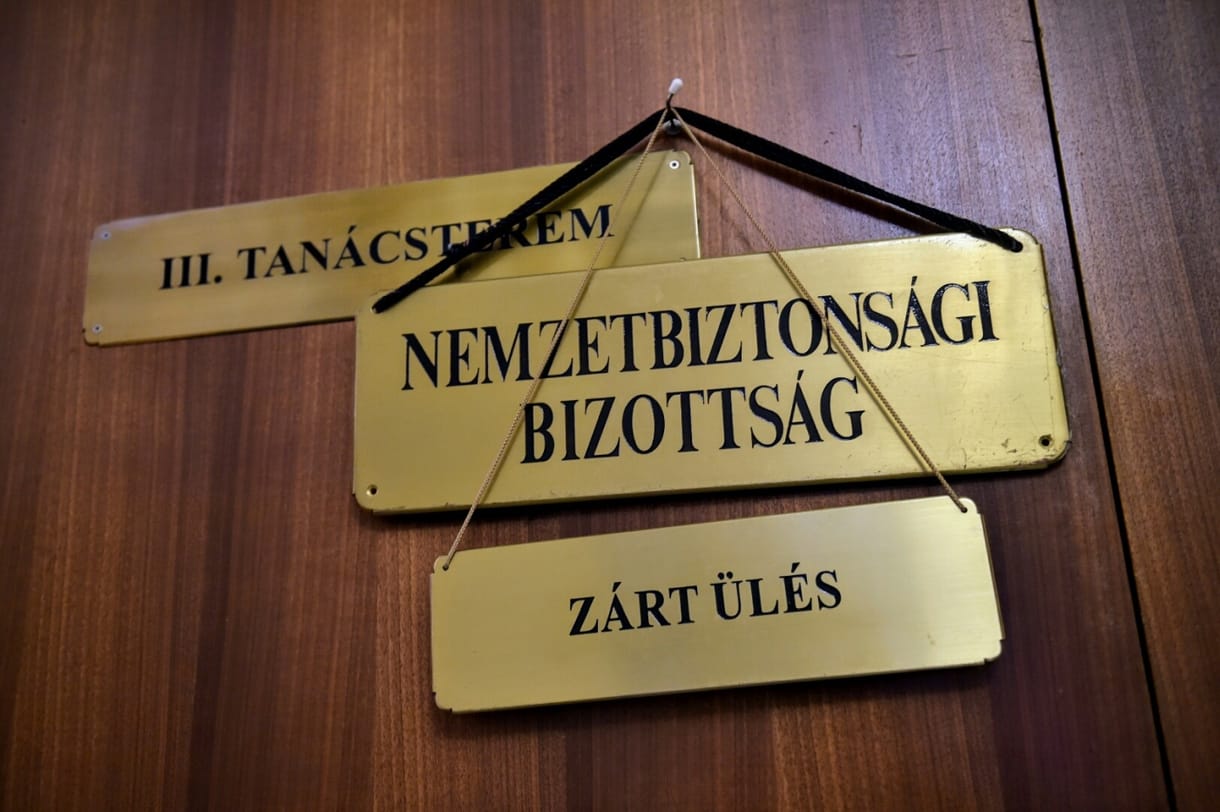 III. TANÁCSTEREM
NEMZETBIZTONSÁGI
BIZOTTSÁG
ZÁRT ÜLÉS